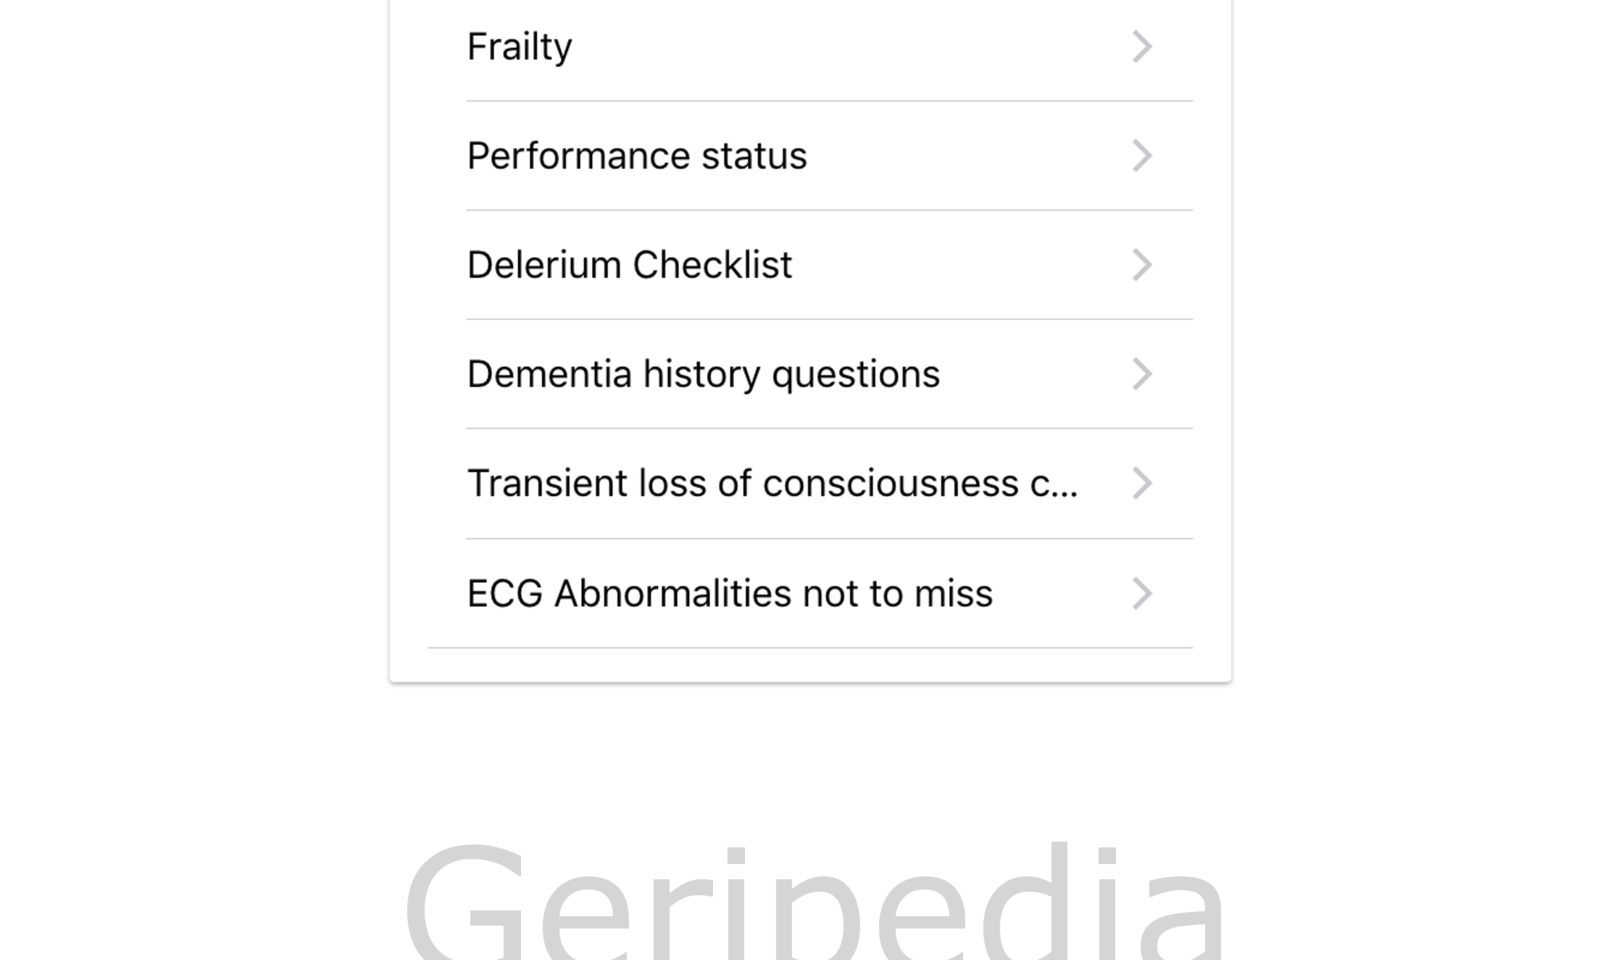 Frailty
Performance status
Delerium Checklist
Dementia history questions
Transient loss of consciousness c...
ECG Abnormalities not to miss
Geripedia